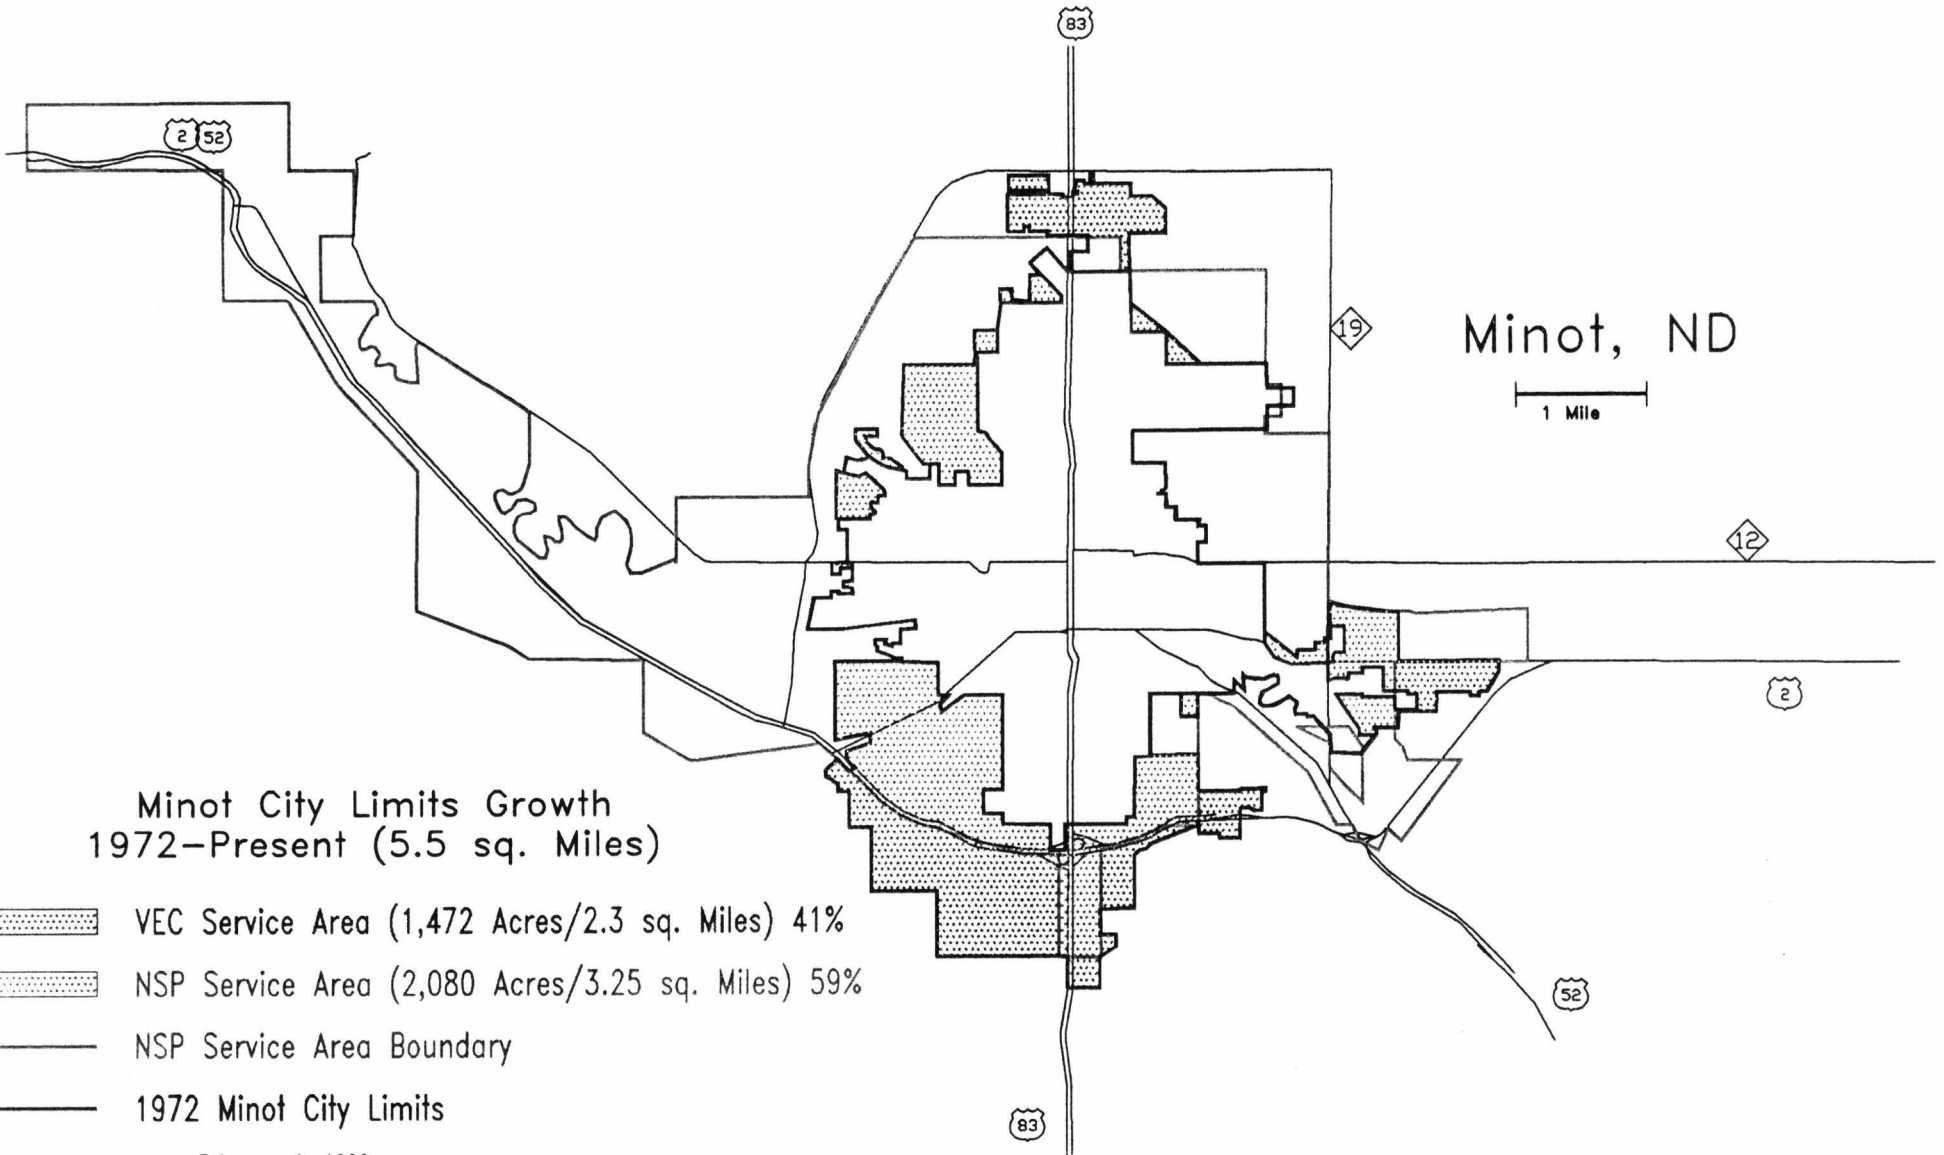 83
2 52
19
Minot, ND
1 Mile
12
2
Minot City Limits Growth
1972-Present (5.5 sq. Miles)
VEC Service Area (1,472 Acres/2.3 sq. Miles) 41%
NSP Service Area (2,080 Acres/3.25 sq. Miles) 59%
NSP Service Area Boundary
1972 Minot City Limits
52
83